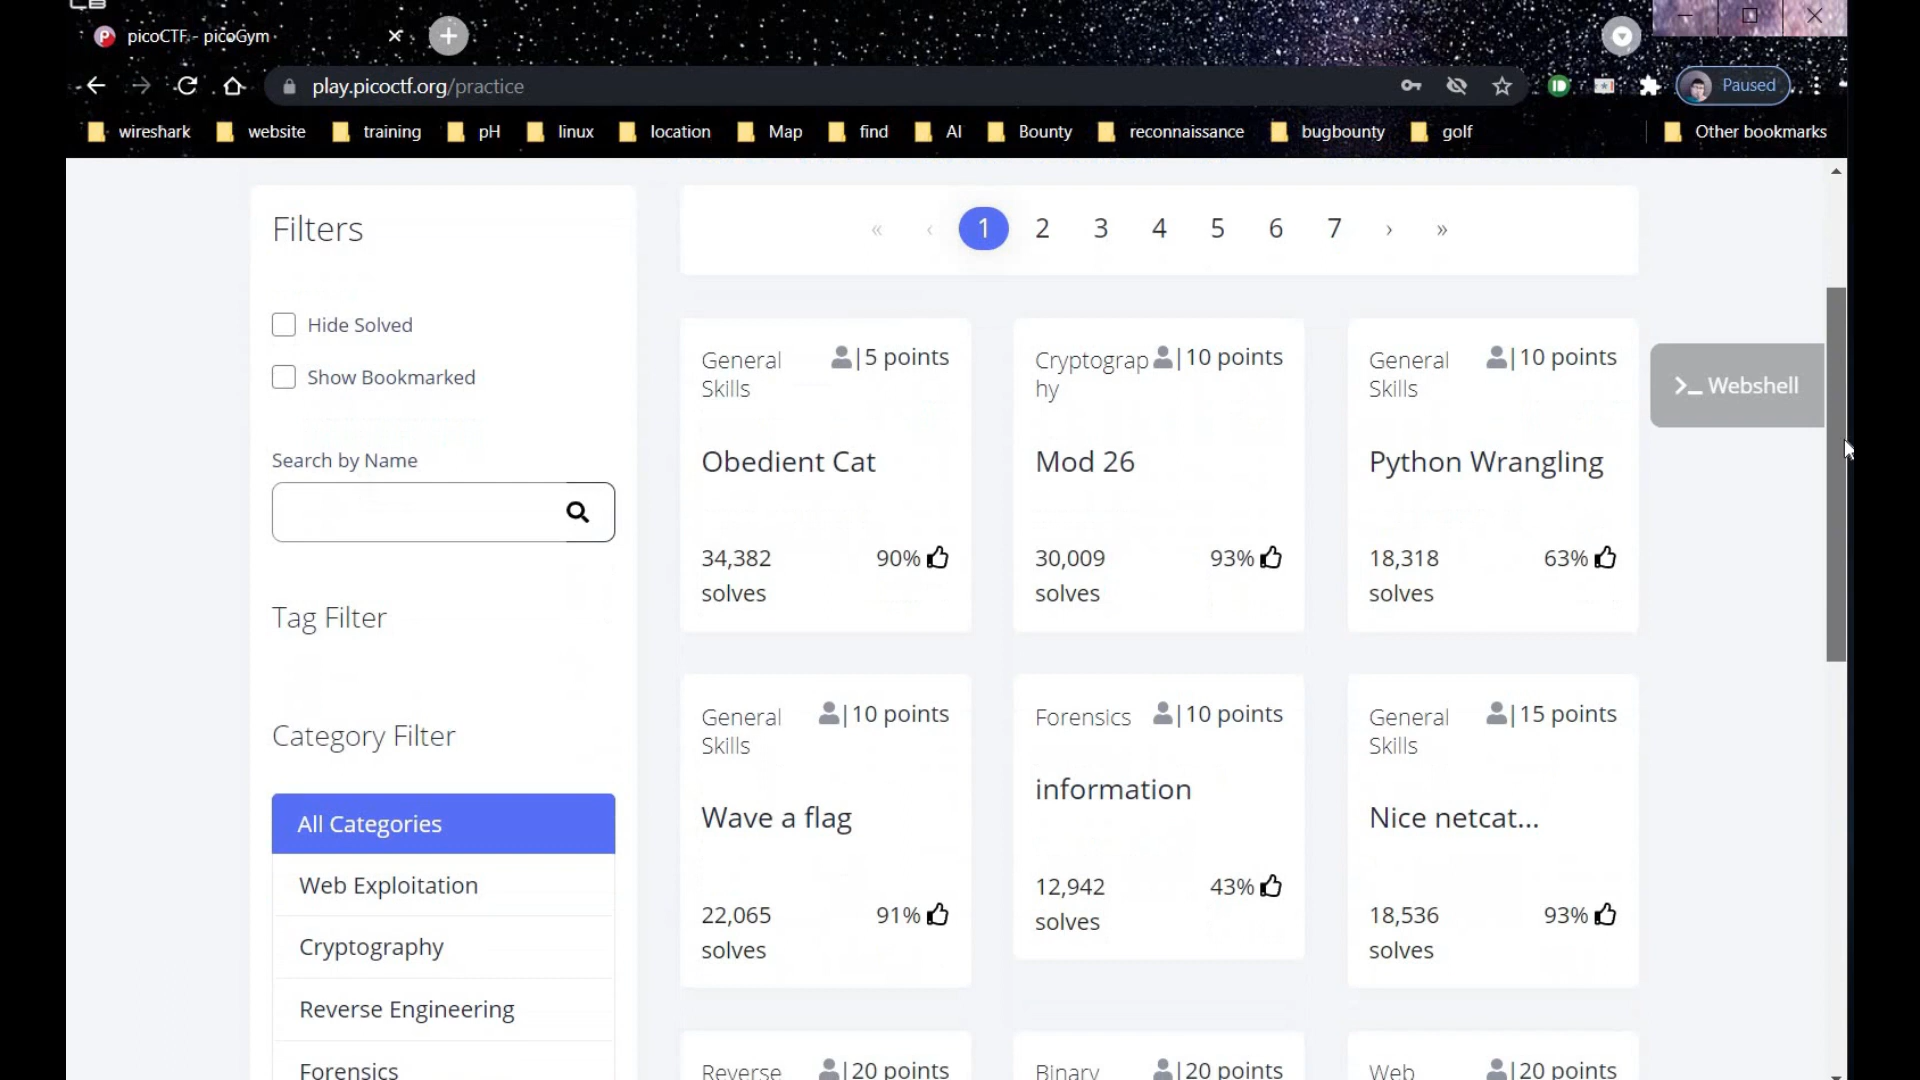 picoCTF - picoGym
play.picoctf.org/practice
Paused
wireshark website training pH linux location Map find AI Bounty reconnaissance bugbounty golf Other bookmarks
Filters
Hide Solved
Show Bookmarked
Search by Name
Tag Filter
Category Filter
All Categories
Web Exploitation
Cryptography
Reverse Engineering
Forensics
« ‹ 1 2 3 4 5 6 7 › »
General
Skills
|5 points
Obedient Cat
34,382
solves
90%
Cryptograp
hy
|10 points
Mod 26
30,009
solves
93%
General
Skills
|10 points
Python Wrangling
18,318
solves
63%
>_ Webshell
General
Skills
|10 points
Wave a flag
22,065
solves
91%
Forensics
|10 points
information
12,942
solves
43%
General
Skills
|15 points
Nice netcat...
18,536
solves
93%
Reverse
|20 points
Binary
|20 points
Web
|20 points